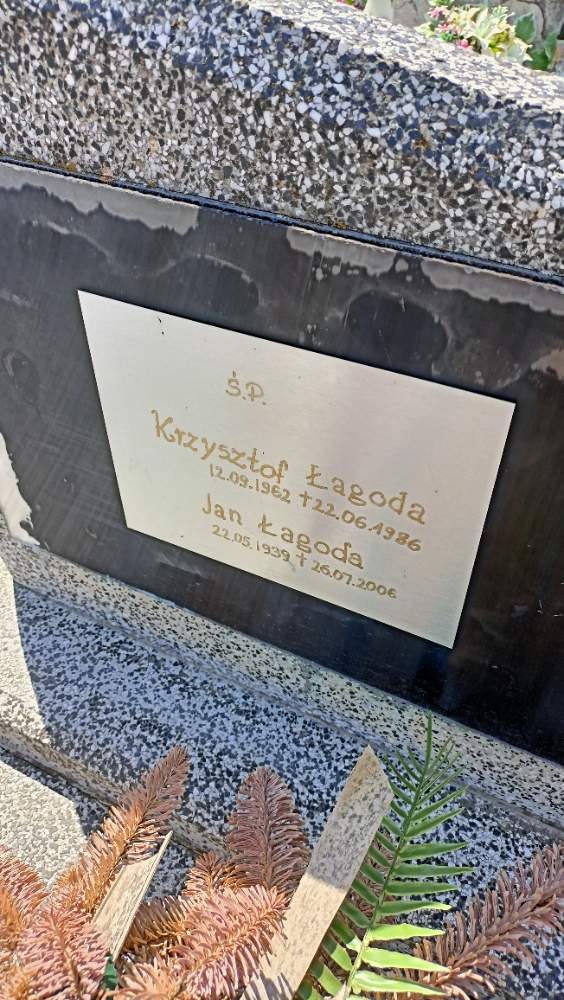 Ś.P.
Krzysztof Łagoda
12.09.1962 †22.06.1986
Jan Łagoda
22.05.1939 † 26.07.2006